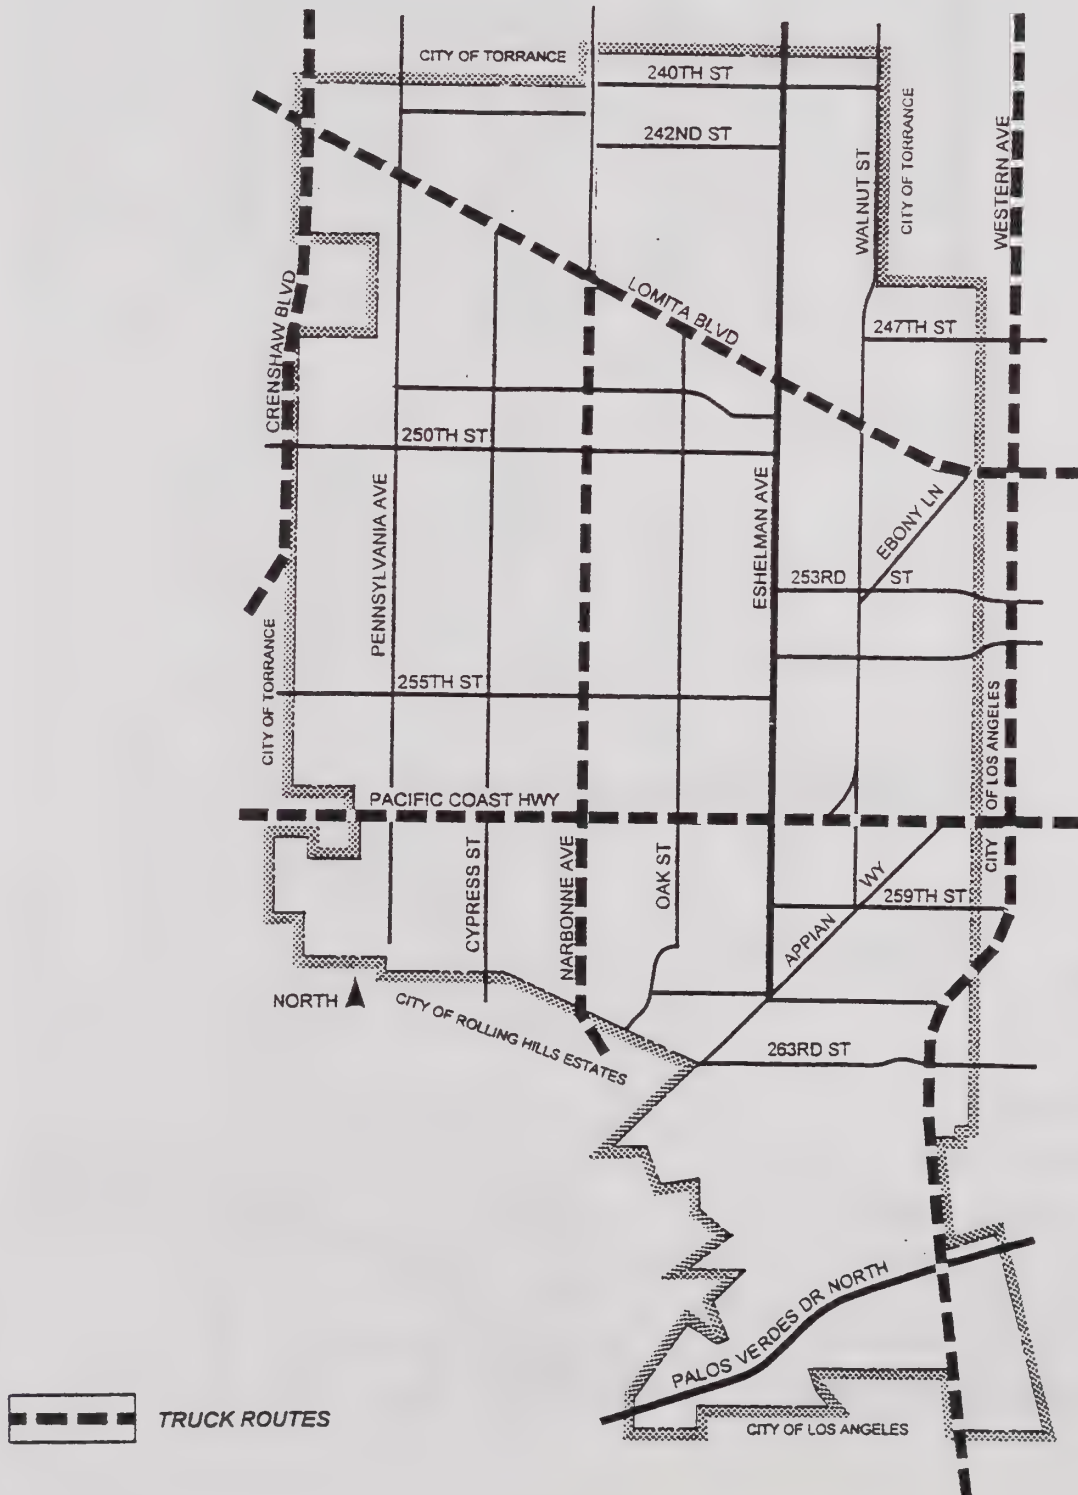 CITY OF TORRANCE
240TH ST
242ND ST
WALNUT ST
CITY OF TORRANCE
WESTERN AVE
CRENSHAW BLVD
LOMITA BLVD
247TH ST
250TH ST
PENNSYLVANIA AVE
ESHELMAN AVE
EBONY LN
253RD ST
CITY OF TORRANCE
255TH ST
CITY OF LOS ANGELES
PACIFIC COAST HWY
CYPRESS ST
NARBONNE AVE
OAK ST
APPIAN WY
259TH ST
NORTH
CITY OF ROLLING HILLS ESTATES
263RD ST
PALOS VERDES DR NORTH
CITY OF LOS ANGELES
TRUCK ROUTES